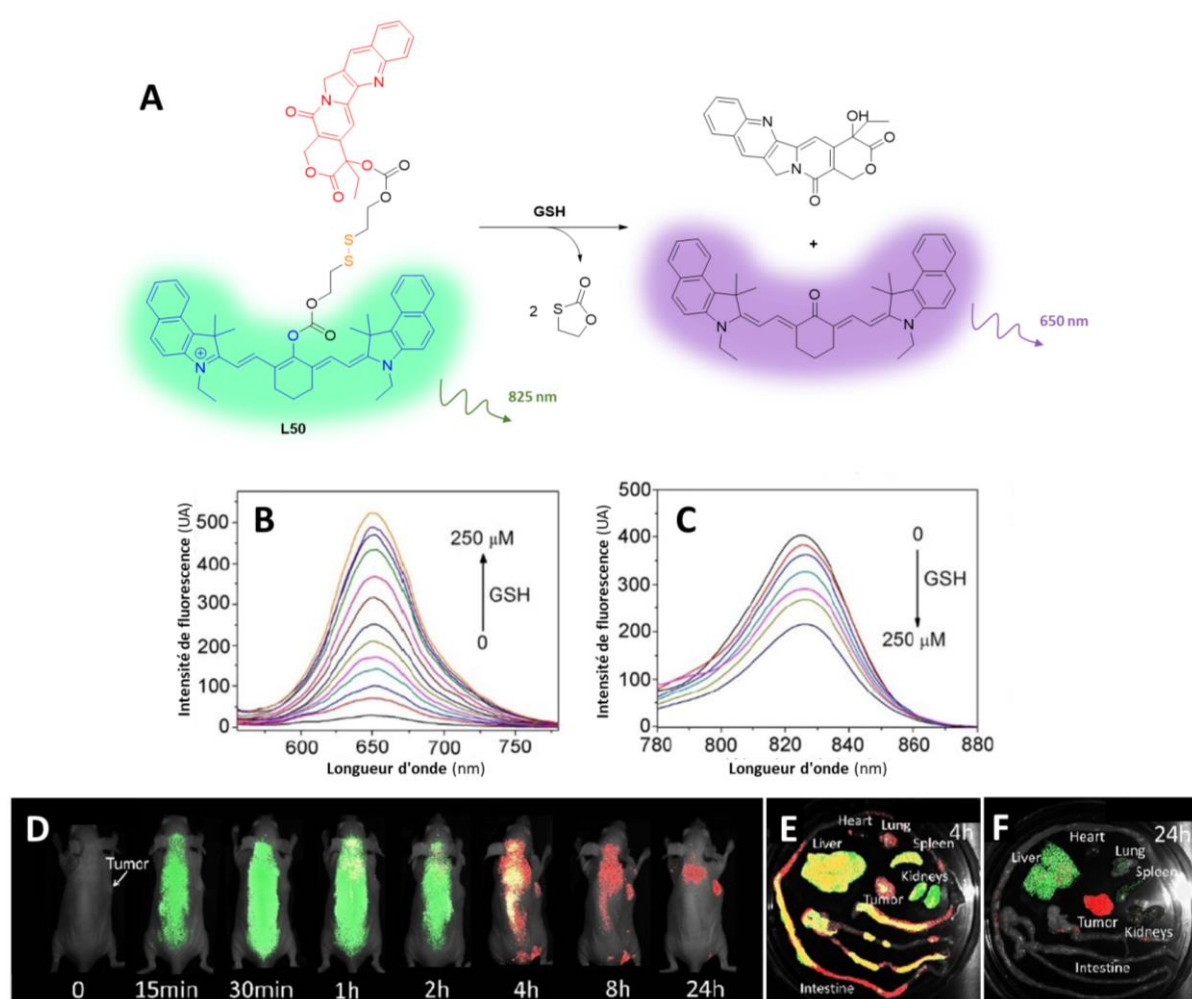 A
N
N
O
O
O
O
O
O
O
S
S
O
O
O
N
+
N
L50
825 nm
GSH
2
O
S
O
N
N
O
OH
O
O
+
O
N
N
650 nm
B
Intensité de fluorescence (UA)
500
400
300
200
100
0
250 μM
GSH
0
600
650
700
750
Longueur d'onde (nm)
C
Intensité de fluorescence (UA)
500
400
300
200
100
0
0
GSH
250 μM
780
800
820
840
860
880
Longueur d'onde (nm)
D
Tumor
0
15min
30min
1h
2h
4h
8h
24h
E
4h
Heart
Lung
Liver
Spleen
Kidneys
Tumor
Intestine
F
24h
Heart
Liver
Lung
Spleen
Tumor
Kidneys
Intestine